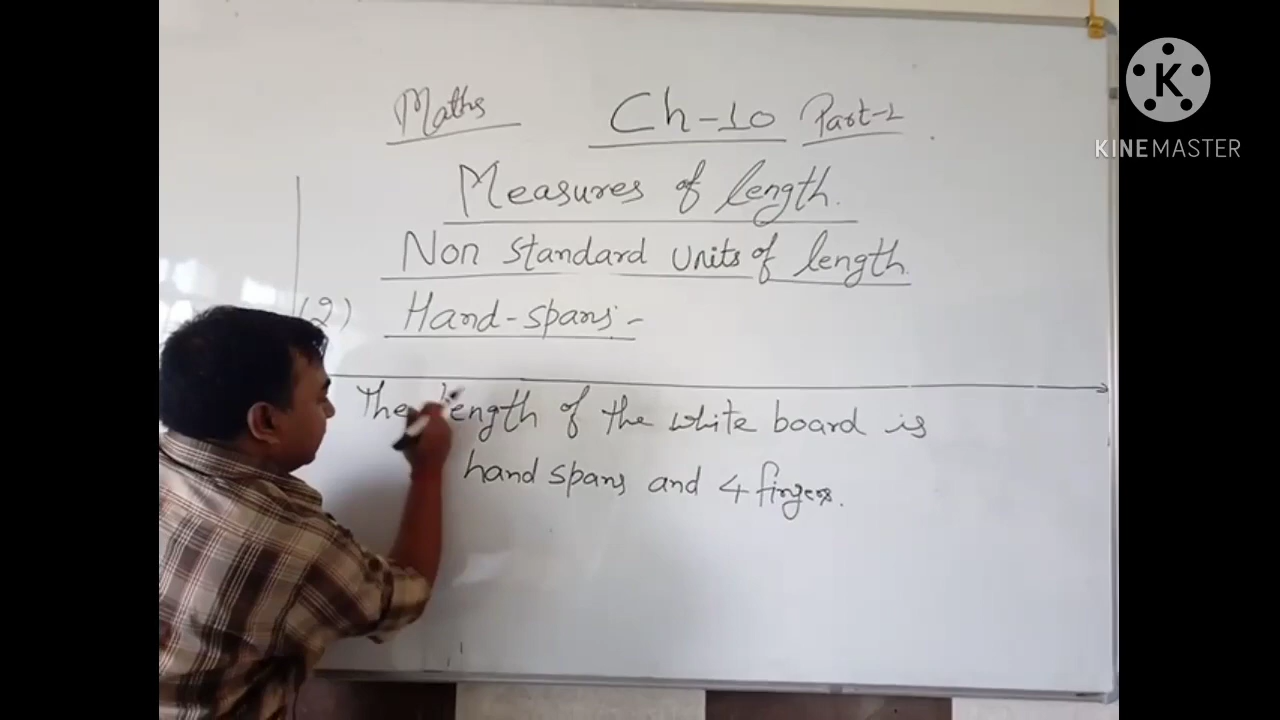 Maths Ch-10 Part-2
Measures of length.
Non standard units of length.
(2) Hand-spans:-
The length of the white board is
hand spans and 4 fingers.
K
KINEMASTER